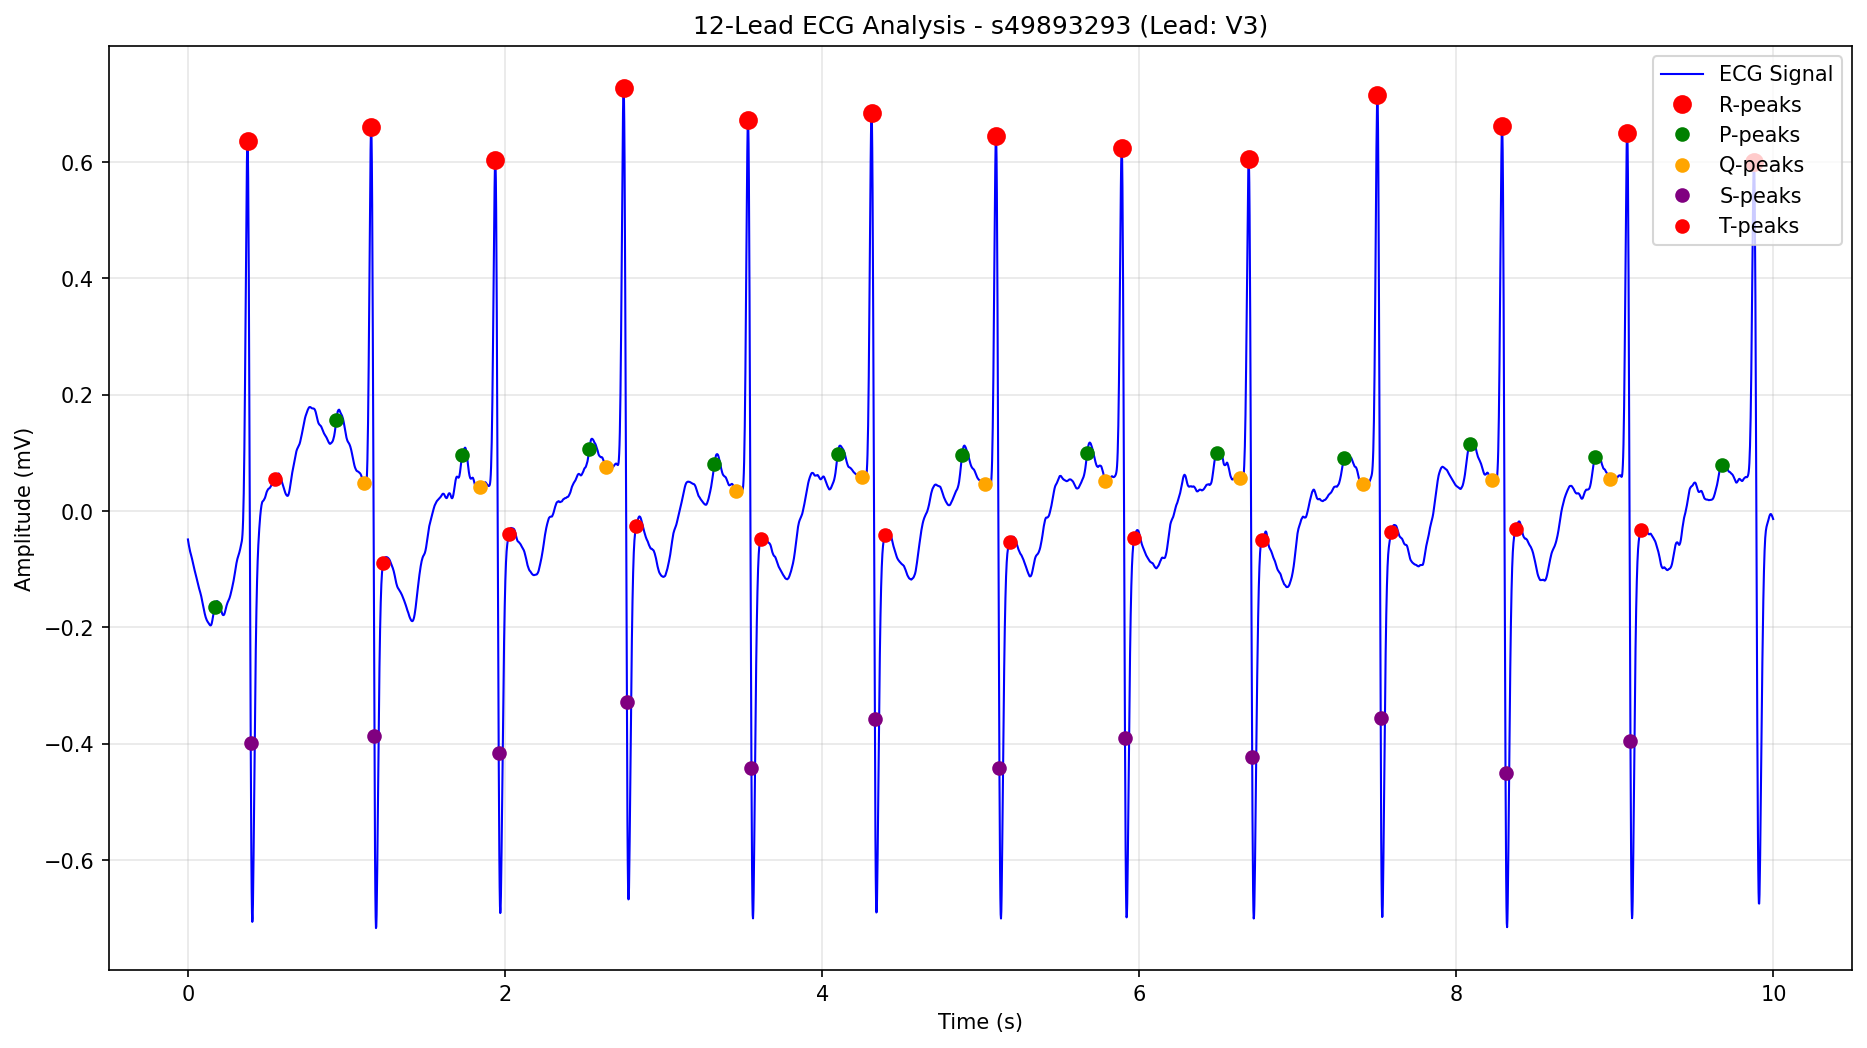 12-Lead ECG Analysis - s49893293 (Lead: V3)
ECG Signal
R-peaks
P-peaks
Q-peaks
S-peaks
T-peaks
Amplitude (mV)
0.6
0.4
0.2
0.0
−0.2
−0.4
−0.6
0 2 4 6 8 10
Time (s)